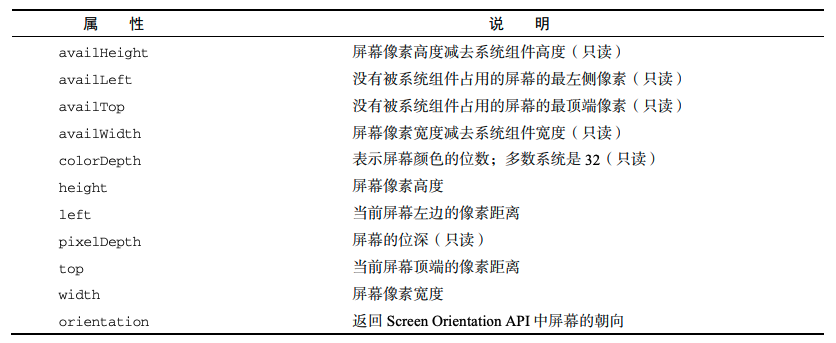 属 性 说 明
availHeight 屏幕像素高度减去系统组件高度（只读）
availLeft 没有被系统组件占用的屏幕的最左侧像素（只读）
availTop 没有被系统组件占用的屏幕的最顶端像素（只读）
availWidth 屏幕像素宽度减去系统组件宽度（只读）
colorDepth 表示屏幕颜色的位数；多数系统是 32（只读）
height 屏幕像素高度
left 当前屏幕左边的像素距离
pixelDepth 屏幕的位深（只读）
top 当前屏幕顶端的像素距离
width 屏幕像素宽度
orientation 返回 Screen Orientation API 中屏幕的朝向